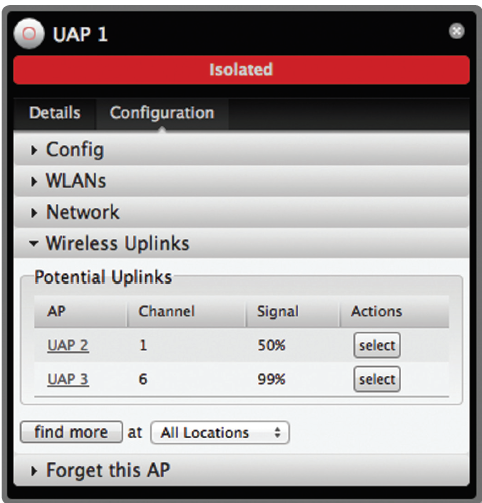 UAP 1
Isolated
Details Configuration
Config
WLANs
Network
Wireless Uplinks
Potential Uplinks
AP Channel Signal Actions
UAP 2 1 50% select
UAP 3 6 99% select
find more at All Locations
Forget this AP